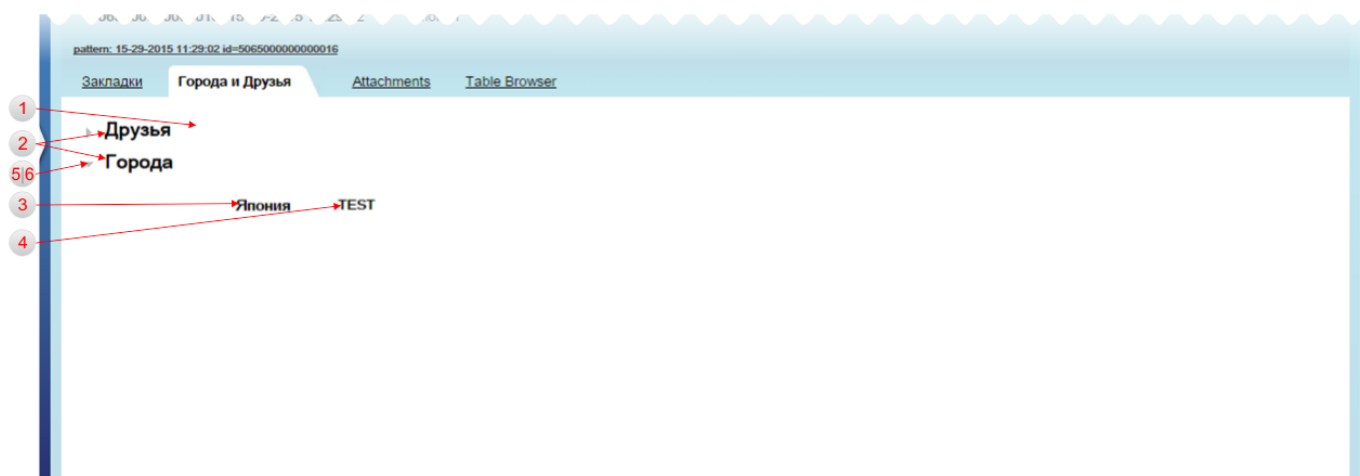 pattern: 15-29-2015 11:29:02 id=5065000000000016
Закладки Города и Друзья Attachments Table Browser
1
Друзья
2
Города
5|6
3 Япония TEST
4